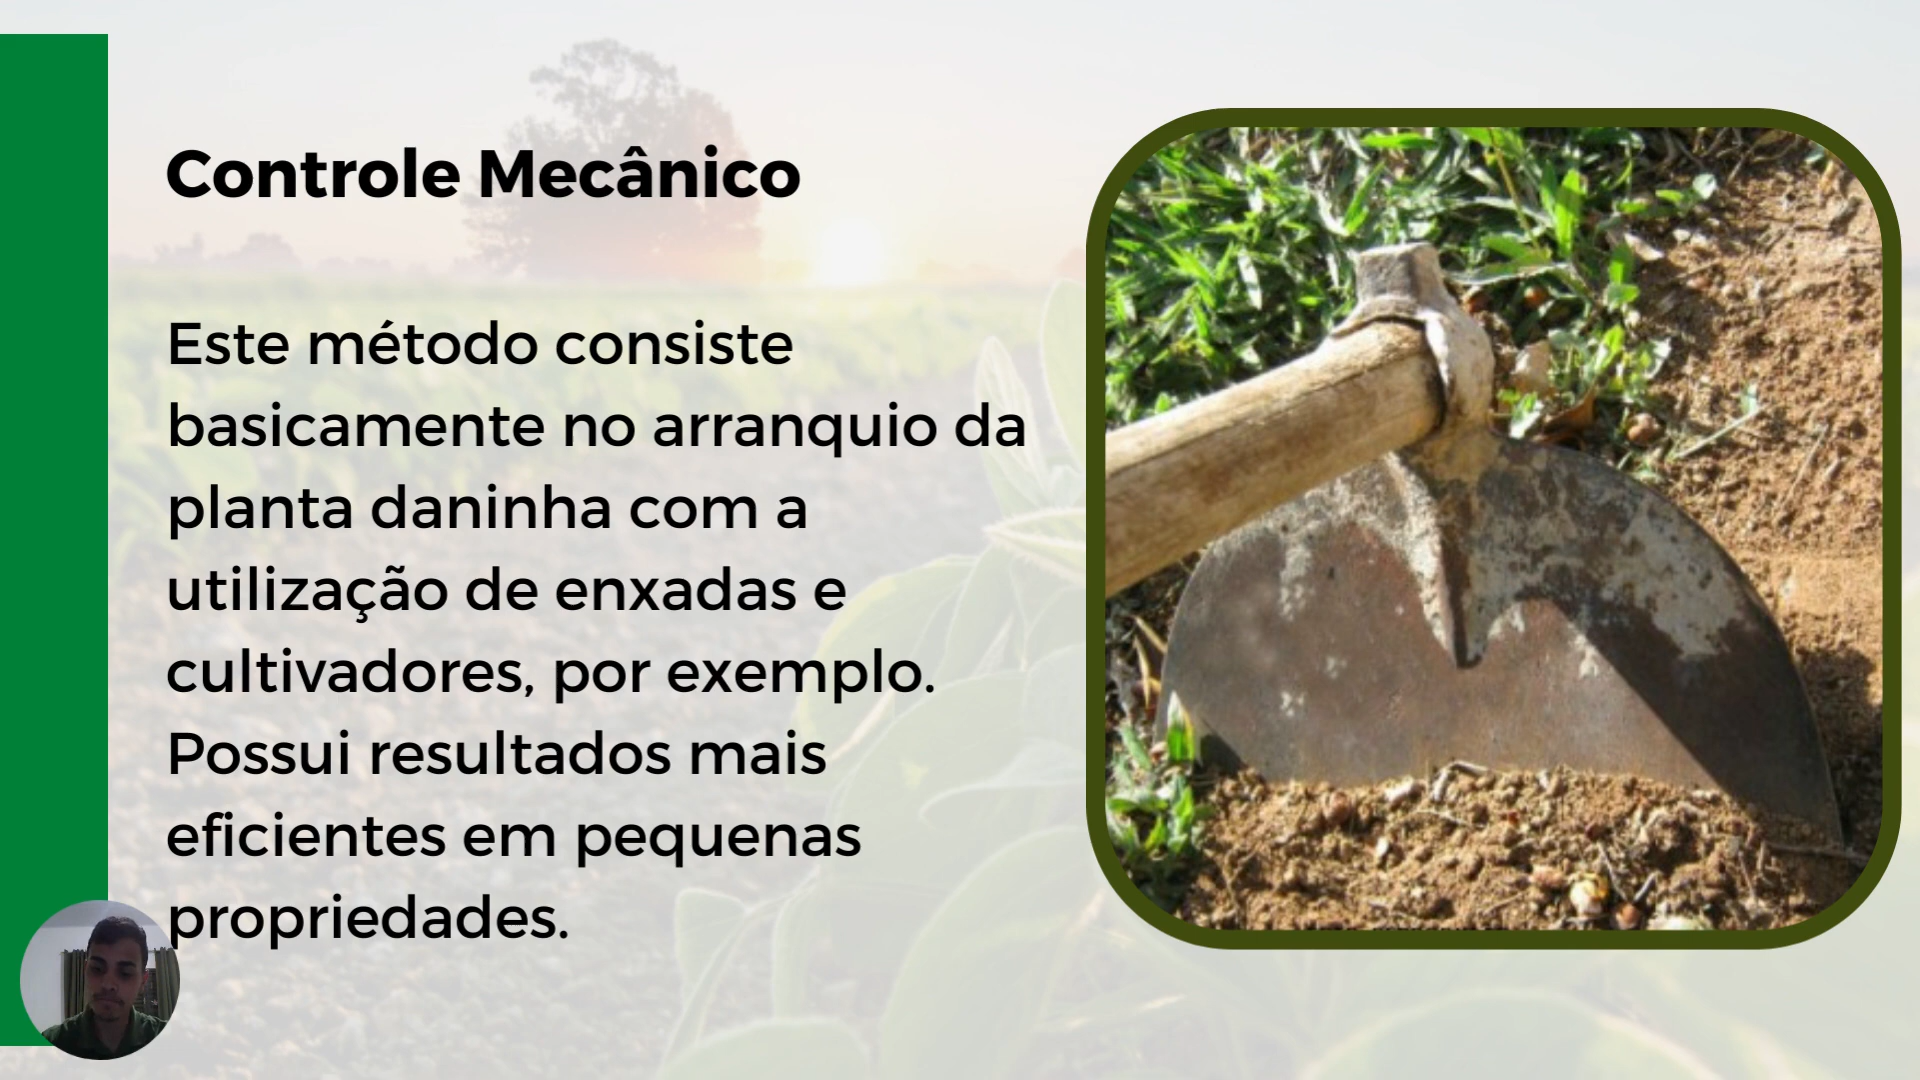 Controle Mecânico
Este método consiste
basicamente no arranquio da
planta daninha com a
utilização de enxadas e
cultivadores, por exemplo.
Possui resultados mais
eficientes em pequenas
propriedades.